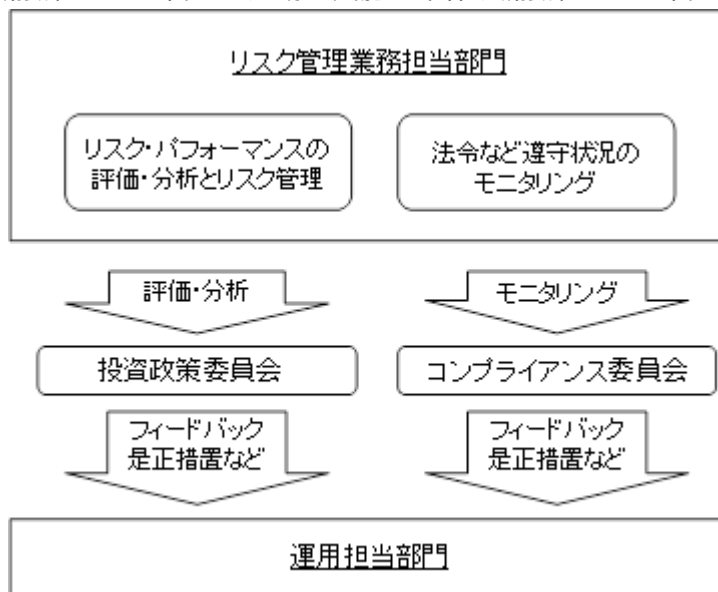 リスク管理業務担当部門
リスク・パフォーマンスの
評価・分析とリスク管理
法令など遵守状況の
モニタリング
評価・分析
モニタリング
投資政策委員会
コンプライアンス委員会
フィードバック
是正措置など
フィードバック
是正措置など
運用担当部門